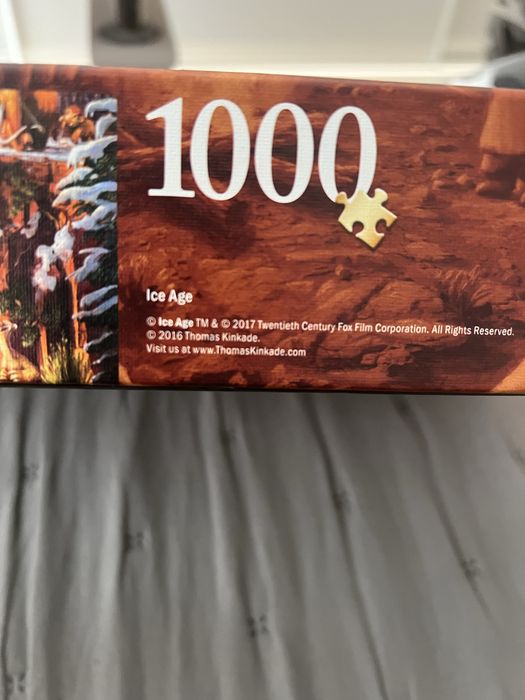 1000
Ice Age
© Ice Age TM & © 2017 Twentieth Century Fox Film Corporation. All Rights Reserved.
© 2016 Thomas Kinkade.
Visit us at www.ThomasKinkade.com